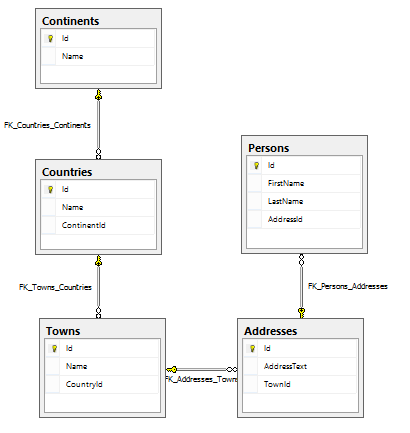 Continents
Id
Name
FK_Countries_Continents
Countries
Id
Name
ContinentId
FK_Towns_Countries
Towns
Id
Name
CountryId
Persons
Id
FirstName
LastName
AddressId
FK_Persons_Addresses
Addresses
Id
AddressText
TownId
FK_Addresses_Towns